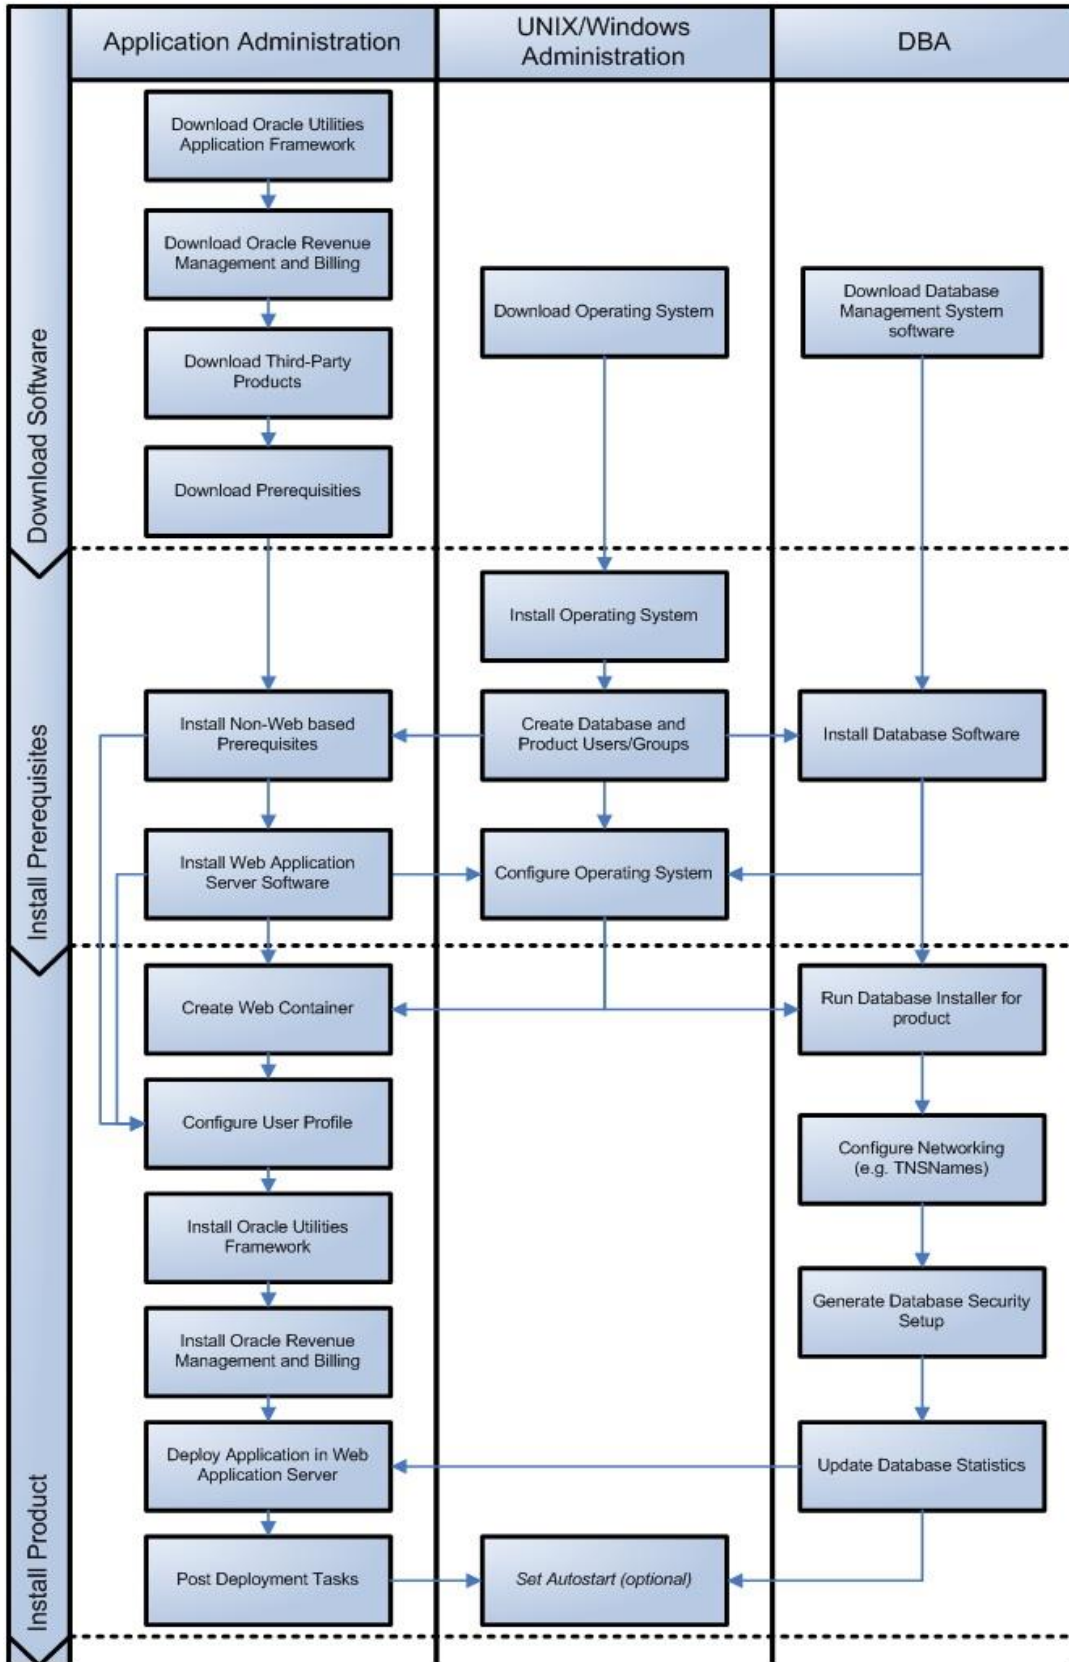 Application Administration
UNIX/Windows
Administration
DBA
Download Software
Download Oracle Utilities
Application Framework
Download Oracle Revenue
Management and Billing
Download Operating System
Download Database
Management System
software
Download Third-Party
Products
Download Prerequisities
Install Prerequisites
Install Operating System
Install Non-Web based
Prerequisites
Create Database and
Product Users/Groups
Install Database Software
Install Web Application
Server Software
Configure Operating System
Install Product
Create Web Container
Run Database Installer for
product
Configure User Profile
Configure Networking
(e.g. TNSNames)
Install Oracle Utilities
Framework
Generate Database Security
Setup
Install Oracle Revenue
Management and Billing
Deploy Application in Web
Application Server
Update Database Statistics
Post Deployment Tasks
Set Autostart (optional)